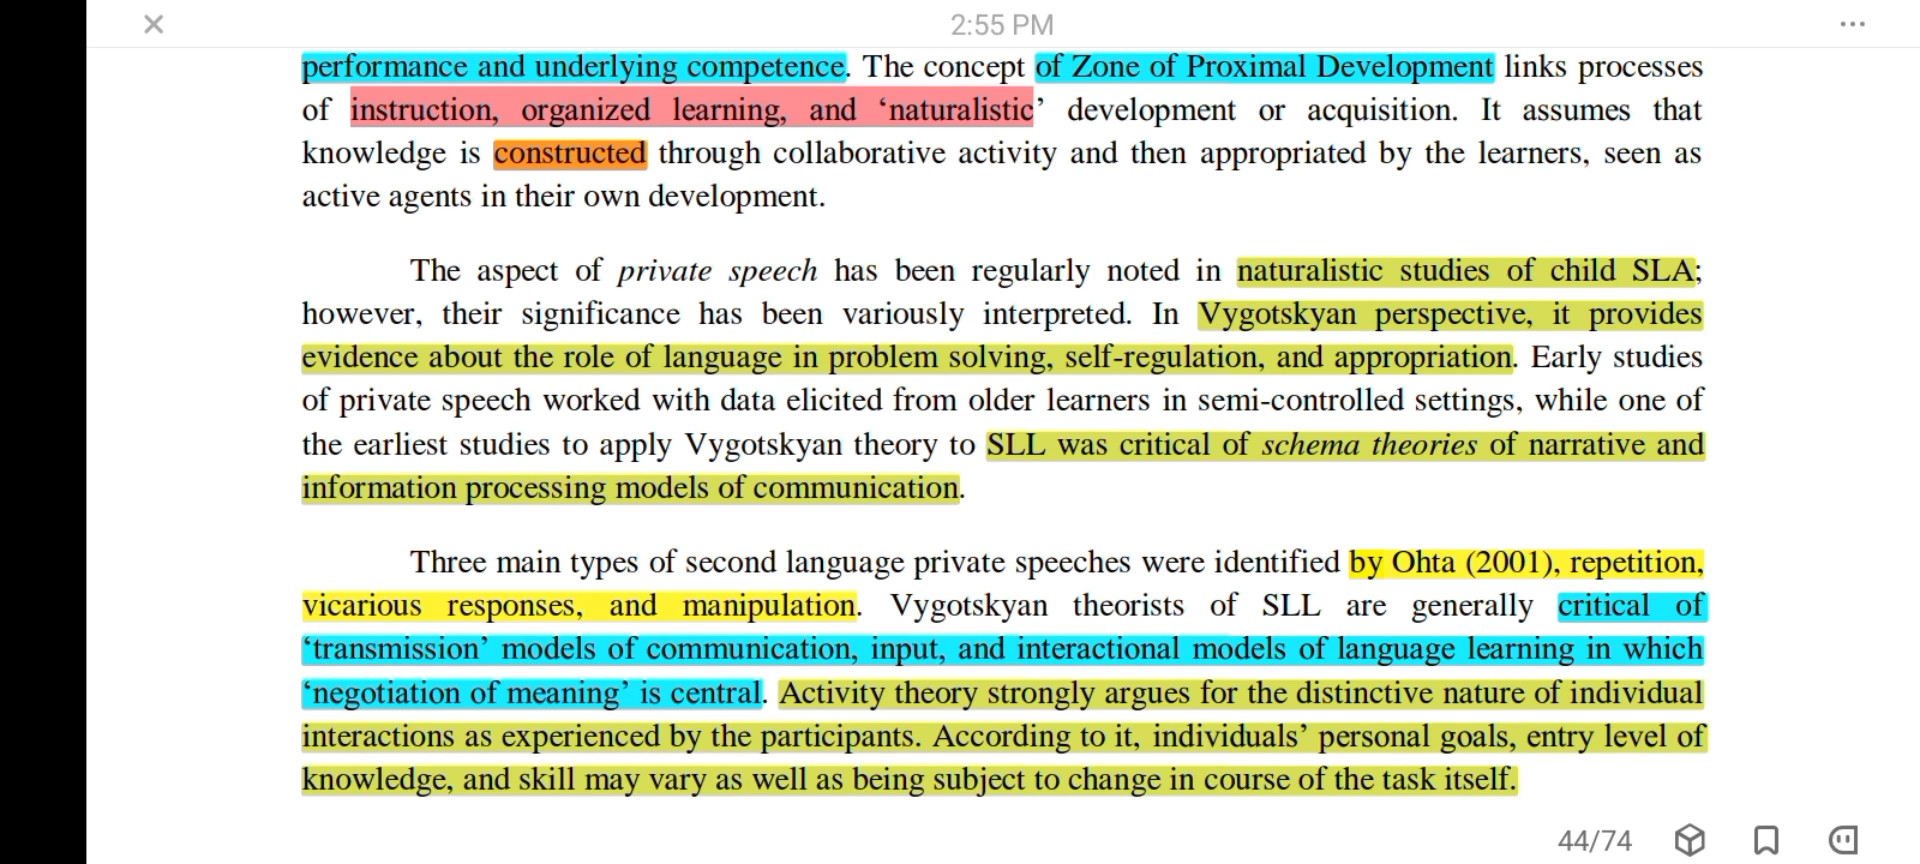 2:55 PM
performance and underlying competence. The concept of Zone of Proximal Development links processes
of instruction, organized learning, and ‘naturalistic’ development or acquisition. It assumes that
knowledge is constructed through collaborative activity and then appropriated by the learners, seen as
active agents in their own development.
The aspect of private speech has been regularly noted in naturalistic studies of child SLA;
however, their significance has been variously interpreted. In Vygotskyan perspective, it provides
evidence about the role of language in problem solving, self-regulation, and appropriation. Early studies
of private speech worked with data elicited from older learners in semi-controlled settings, while one of
the earliest studies to apply Vygotskyan theory to SLL was critical of schema theories of narrative and
information processing models of communication.
Three main types of second language private speeches were identified by Ohta (2001), repetition,
vicarious responses, and manipulation. Vygotskyan theorists of SLL are generally critical of
‘transmission’ models of communication, input, and interactional models of language learning in which
‘negotiation of meaning’ is central. Activity theory strongly argues for the distinctive nature of individual
interactions as experienced by the participants. According to it, individuals’ personal goals, entry level of
knowledge, and skill may vary as well as being subject to change in course of the task itself.
44/74